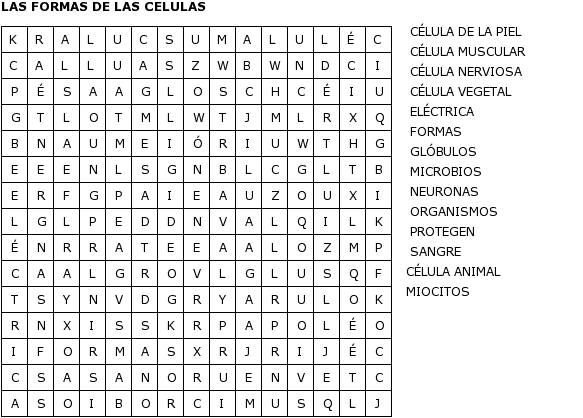 LAS FORMAS DE LAS CELULAS
K R A L U C S U M A L U L É C
C A L L U A S Z W B W N D C I
P É S A A G L O S C H C É I U
G T L O T M L W T J M L R X Q
B N A U M E I Ó R I U W T H G
E E E N L S G N B L C G L T B
E R F G P A I E A U Z O U X I
L G L P E D D N V A L Q I L K
É N R R A T E E A A L O Z M P
C A A L G R O V L G L U S Q F
T S Y N V D G R Y A R U L O K
R N X I S S K R P A P O L É O
I F O R M A S X R J R I J É C
C S A S A N O R U E N V E T C
A S O I B O R C I M U S Q L J
CÉLULA DE LA PIEL
CÉLULA MUSCULAR
CÉLULA NERVIOSA
CÉLULA VEGETAL
ELÉCTRICA
FORMAS
GLÓBULOS
MICROBIOS
NEURONAS
ORGANISMOS
PROTEGEN
SANGRE
CÉLULA ANIMAL
MIOCITOS